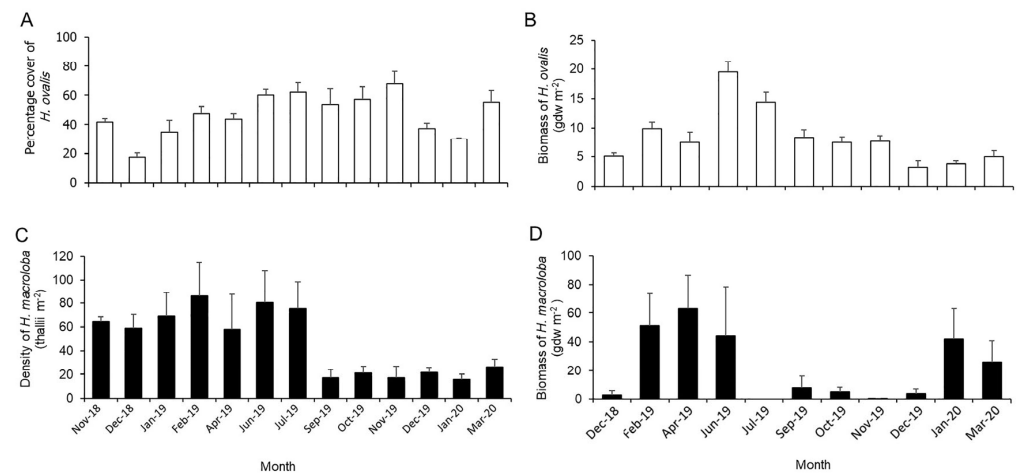 A
Percentage cover of
H. ovalis
100
80
60
40
20
0
B
Biomass of H. ovalis
(gdw m-2)
25
20
15
10
5
0
C
Density of H. macroloba
(thallii m-2)
120
100
80
60
40
20
0
Nov-18
Dec-18
Jan-19
Feb-19
Apr-19
Jun-19
Jul-19
Sep-19
Oct-19
Nov-19
Dec-19
Jan-20
Mar-20
Month
D
Biomass of H. macroloba
(gdw m-2 )
100
80
60
40
20
0
Dec-18
Feb-19
Apr-19
Jun-19
Jul-19
Sep-19
Oct-19
Nov-19
Dec-19
Jan-20
Mar-20
Month